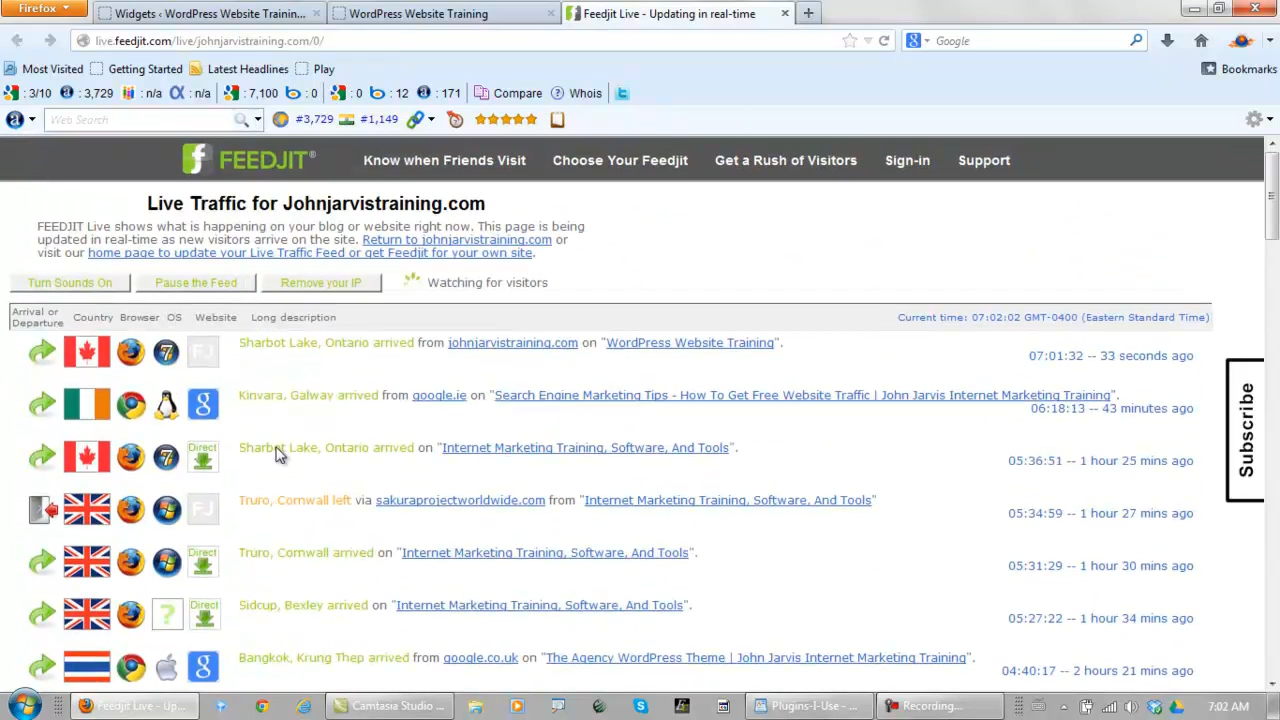 Firefox
Widgets ‹ WordPress Website Trainin...
WordPress Website Training
Feedjit Live - Updating in real-time
live.feedjit.com/live/johnjarvistraining.com/0/
Google
Most Visited
Getting Started
Latest Headlines
Play
Bookmarks
: 3/10
: 3,729
: n/a
: n/a
: 7,100
: 0
: 0
: 12
: 171
Compare
Whois
Web Search
#3,729
#1,149
FEEDJIT®
Know when Friends Visit
Choose Your Feedjit
Get a Rush of Visitors
Sign-in
Support
Live Traffic for Johnjarvistraining.com
FEEDJIT Live shows what is happening on your blog or website right now. This page is being
updated in real-time as new visitors arrive on the site. Return to johnjarvistraining.com or
visit our home page to update your Live Traffic Feed or get Feedjit for your own site.
Turn Sounds On
Pause the Feed
Remove your IP
Watching for visitors
Arrival or
Departure
Country
Browser
OS
Website
Long description
Current time: 07:02:02 GMT-0400 (Eastern Standard Time)
FJ
Sharbot Lake, Ontario arrived from johnjarvistraining.com on "WordPress Website Training".
07:01:32 -- 33 seconds ago
Kinvara, Galway arrived from google.ie on "Search Engine Marketing Tips - How To Get Free Website Traffic | John Jarvis Internet Marketing Training".
06:18:13 -- 43 minutes ago
Direct
Sharbot Lake, Ontario arrived on "Internet Marketing Training, Software, And Tools".
05:36:51 -- 1 hour 25 mins ago
FJ
Truro, Cornwall left via sakuraprojectworldwide.com from "Internet Marketing Training, Software, And Tools"
05:34:59 -- 1 hour 27 mins ago
Direct
Truro, Cornwall arrived on "Internet Marketing Training, Software, And Tools".
05:31:29 -- 1 hour 30 mins ago
Direct
Sidcup, Bexley arrived on "Internet Marketing Training, Software, And Tools".
05:27:22 -- 1 hour 34 mins ago
Bangkok, Krung Thep arrived from google.co.uk on "The Agency WordPress Theme | John Jarvis Internet Marketing Training".
04:40:17 -- 2 hours 21 mins ago
Subscribe
Feedjit Live - Up...
Camtasia Studio ...
Plugins-I-Use - ...
Recording...
7:02 AM